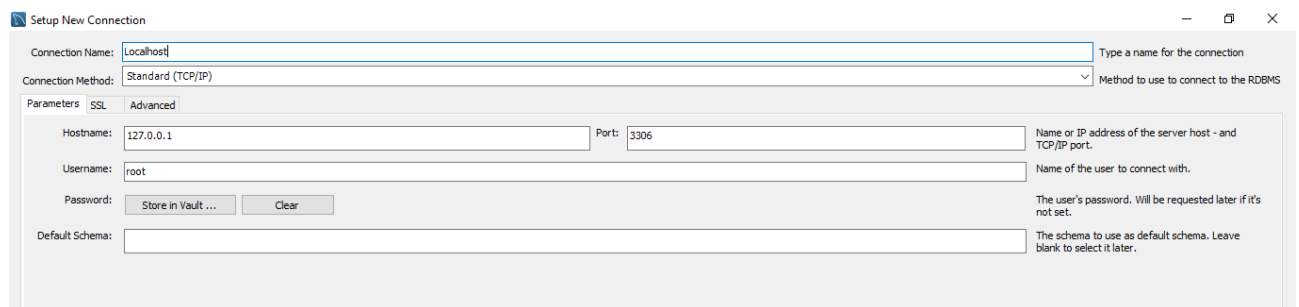 Setup New Connection
Connection Name: Localhost Type a name for the connection
Connection Method: Standard (TCP/IP) Method to use to connect to the RDBMS
Parameters SSL Advanced
Hostname: 127.0.0.1 Port: 3306 Name or IP address of the server host - and
TCP/IP port.
Username: root Name of the user to connect with.
Password: Store in Vault ... Clear The user's password. Will be requested later if it's
not set.
Default Schema: The schema to use as default schema. Leave
blank to select it later.